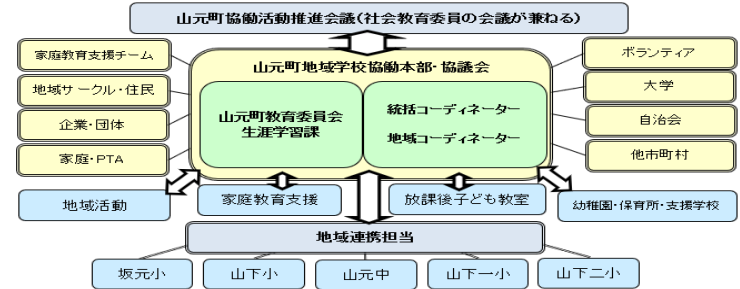 山元町協働活動推進会議(社会教育委員の会議が兼ねる)
家庭教育支援チーム
地域サークル・住民
企業・団体
家庭・PTA
山元町地域学校協働本部・協議会
山元町教育委員会
生涯学習課
統括コーディネーター
地域コーディネーター
ボランティア
大学
自治会
他市町村
地域活動
家庭教育支援
放課後子ども教室
幼稚園・保育所・支援学校
地域連携担当
坂元小
山下小
山元中
山下一小
山下二小